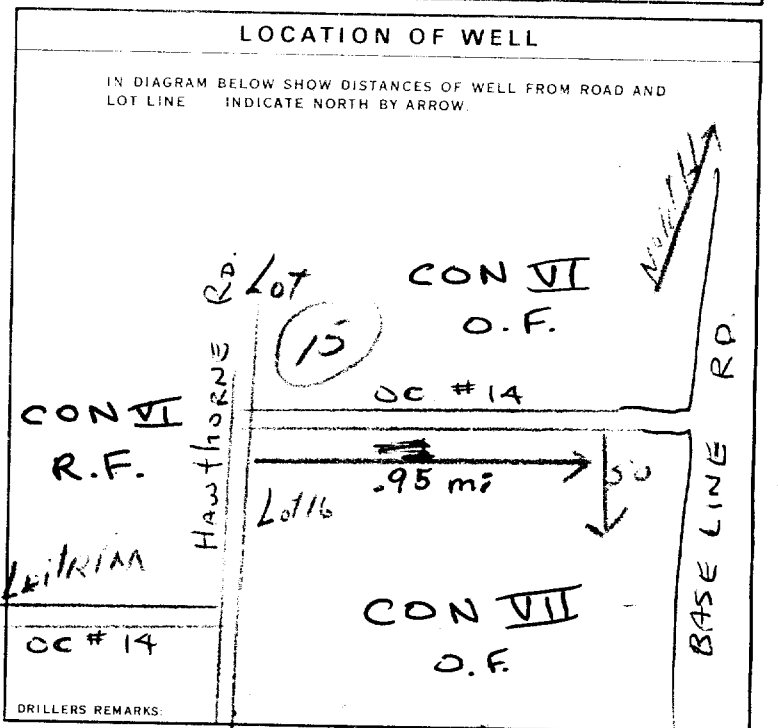 LOCATION OF WELL
IN DIAGRAM BELOW SHOW DISTANCES OF WELL FROM ROAD AND
LOT LINE INDICATE NORTH BY ARROW.
NORTH
HAWTHORNE RD.
Lot
15
CON VI
O.F.
BASE LINE RD.
OC #14
CON VI
R.F.
.95 mi
50
Lot 16
LEITRIM
OC #14
CON VII
O.F.
DRILLERS REMARKS: